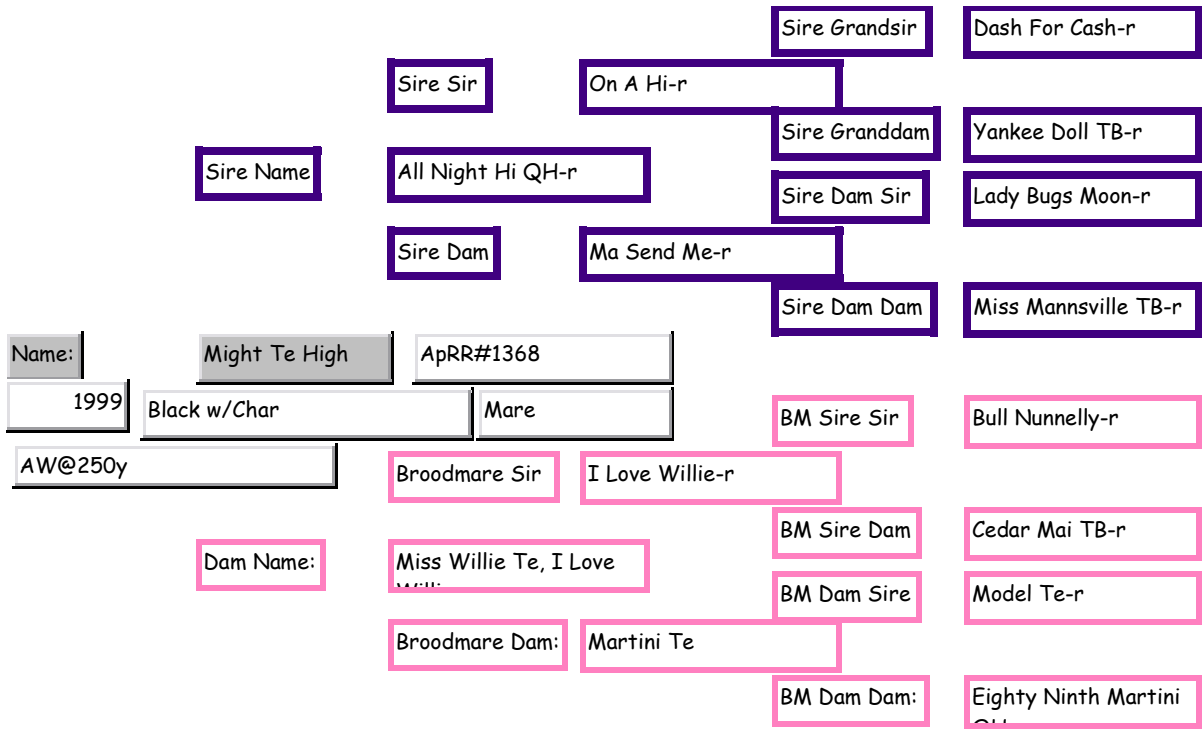 Sire Grandsir Dash For Cash-r
Sire Sir On A Hi-r
Sire Granddam Yankee Doll TB-r
Sire Name All Night Hi QH-r
Sire Dam Sir Lady Bugs Moon-r
Sire Dam Ma Send Me-r
Sire Dam Dam Miss Mannsville TB-r
Name: Might Te High ApRR#1368
1999 Black w/Char Mare
BM Sire Sir Bull Nunnelly-r
AW@250y
Broodmare Sir I Love Willie-r
BM Sire Dam Cedar Mai TB-r
Dam Name: Miss Willie Te, I Love
BM Dam Sire Model Te-r
Broodmare Dam: Martini Te
BM Dam Dam: Eighty Ninth Martini